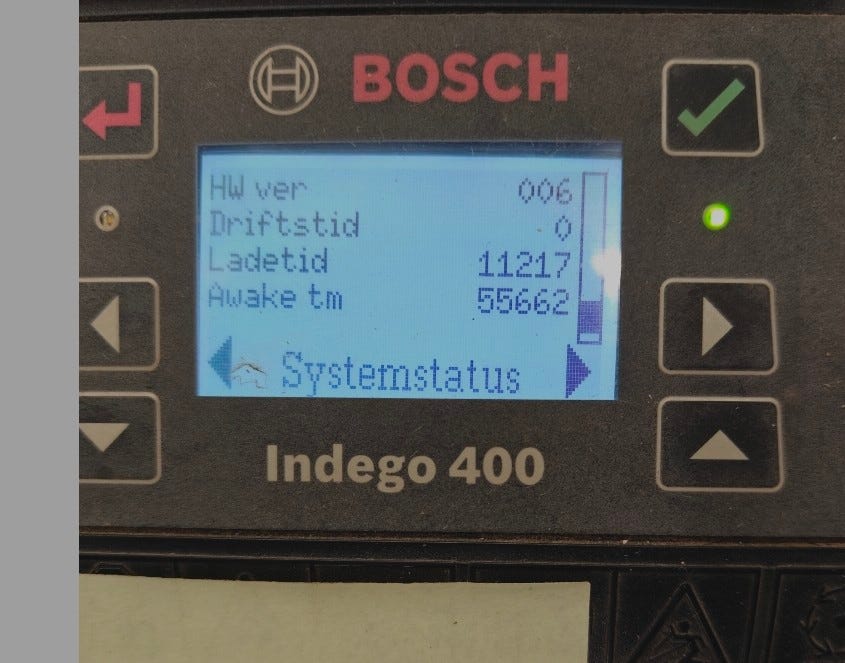 BOSCH
HW ver 006
Driftstid 0
Ladetid 11217
Awake tm 55662
Systemstatus
Indego 400